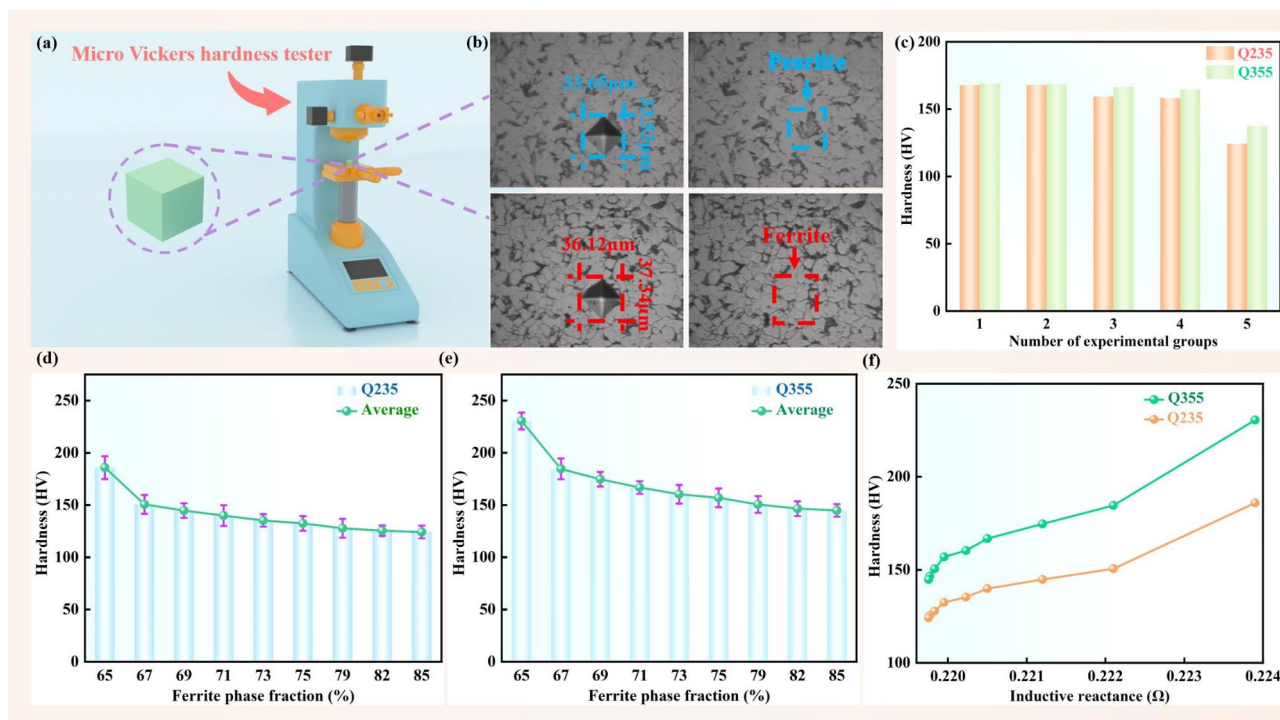 (a)
Micro Vickers hardness tester
(b)
33.65μm
33.63μm
Pearlite
36.12μm
37.34μm
Ferrite
(c)
200
150
100
50
0
Hardness (HV)
Q235
Q355
1 2 3 4 5
Number of experimental groups
(d)
250
200
150
100
50
0
Hardness (HV)
Q235
Average
65 67 69 71 73 75 79 82 85
Ferrite phase fraction (%)
(e)
250
200
150
100
50
0
Hardness (HV)
Q355
Average
65 67 69 71 73 75 79 82 85
Ferrite phase fraction (%)
(f)
250
200
150
100
Hardness (HV)
Q355
Q235
0.220 0.221 0.222 0.223 0.224
Inductive reactance (Ω)